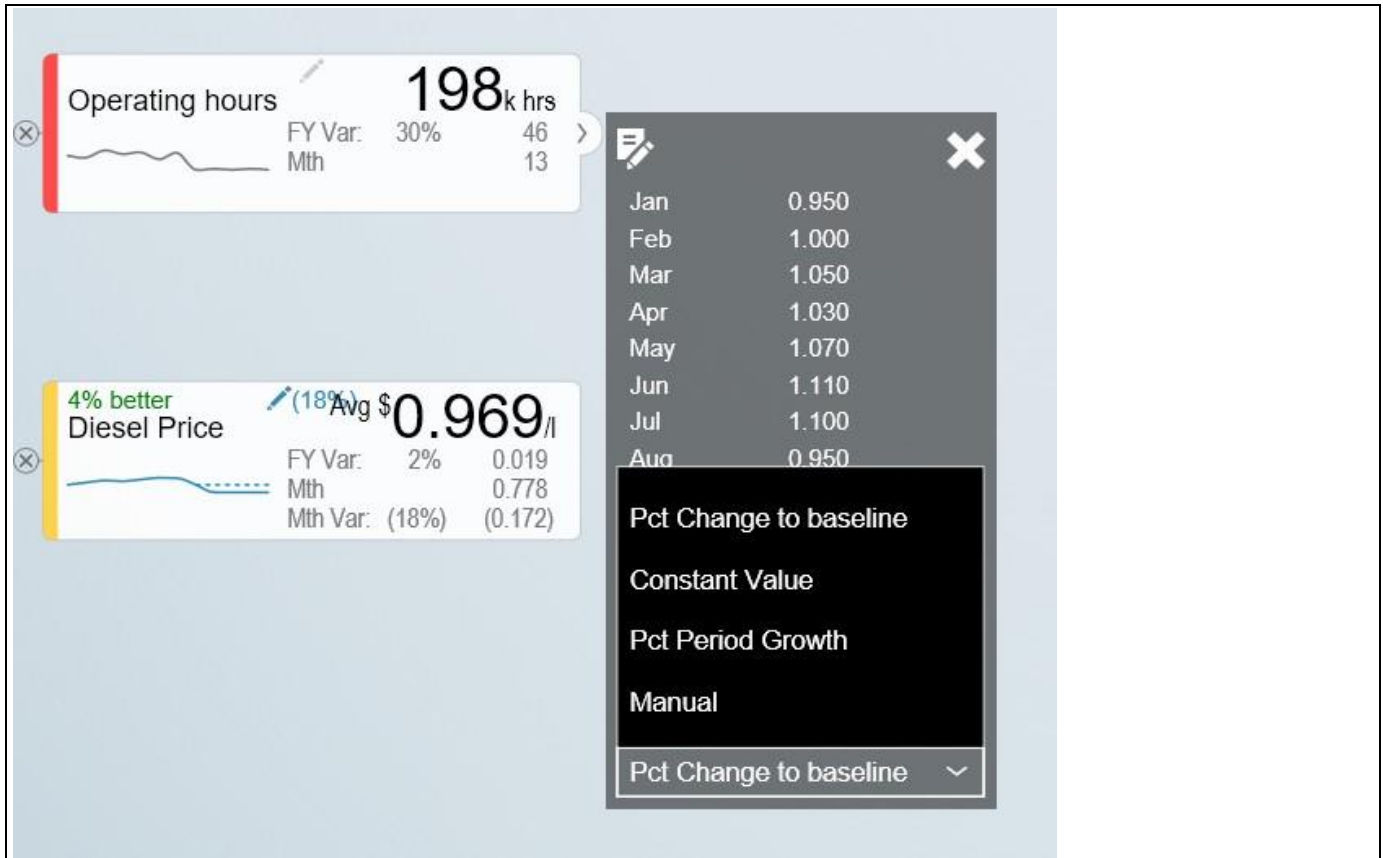 Operating hours 198k hrs
FY Var: 30% 46
Mth 13
4% better (18%) Avg $0.969/l
Diesel Price
FY Var: 2% 0.019
Mth 0.778
Mth Var: (18%) (0.172)
Jan 0.950
Feb 1.000
Mar 1.050
Apr 1.030
May 1.070
Jun 1.110
Jul 1.100
Aug 0.950
Pct Change to baseline
Constant Value
Pct Period Growth
Manual
Pct Change to baseline